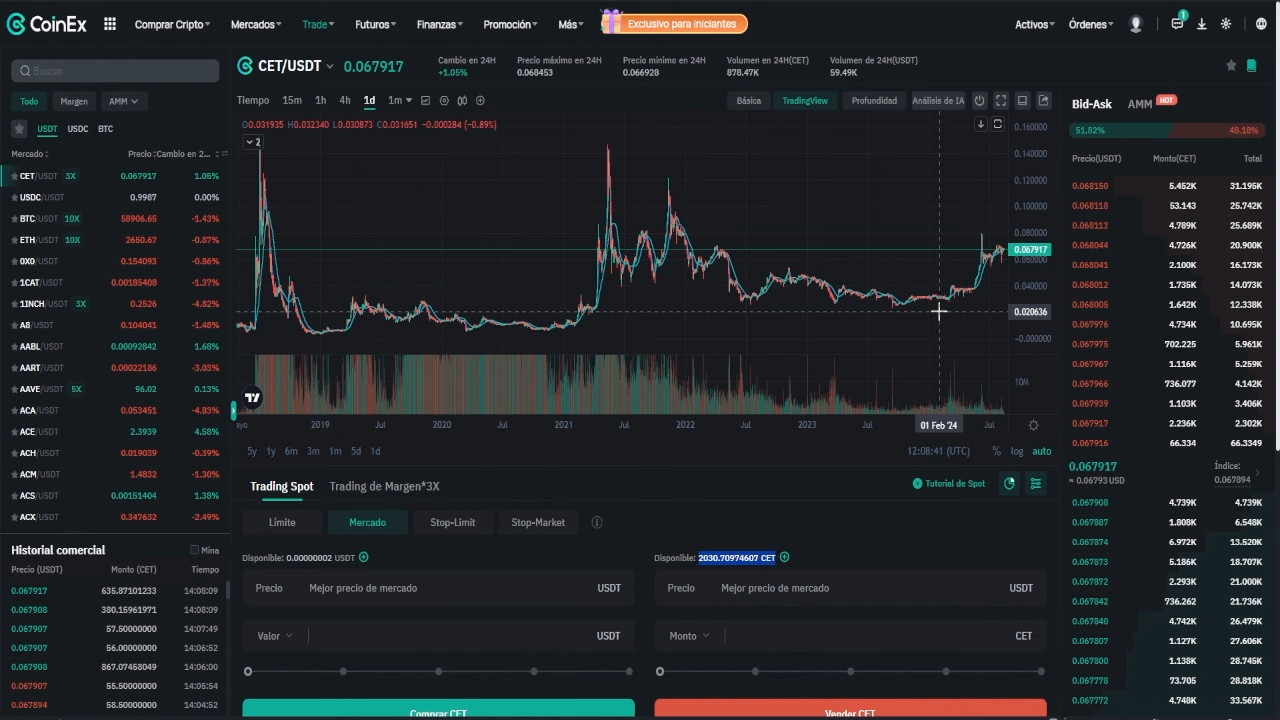 CoinEx Comprar Cripto Mercados Trade Futuros Finanzas Promoción Más Exclusivo para iniciantes Activos Órdenes 1
Buscar
Todo Margen AMM
USDT USDC BTC
Mercado Precio Cambio en 2...
CET/USDT 3X 0.067917 1.05%
USDC/USDT 0.9987 0.00%
BTC/USDT 10X 58906.65 -1.43%
ETH/USDT 10X 2650.67 -0.87%
0X0/USDT 0.154093 -0.86%
1CAT/USDT 0.00185408 -1.37%
1INCH/USDT 3X 0.2526 -4.82%
A8/USDT 0.104041 -1.48%
AABL/USDT 0.00092842 1.68%
AART/USDT 0.00022186 -3.03%
AAVE/USDT 5X 96.02 0.13%
ACA/USDT 0.053451 -4.83%
ACE/USDT 2.3939 4.58%
ACH/USDT 0.019039 -0.39%
ACM/USDT 1.4832 -1.30%
ACS/USDT 0.00151404 1.38%
ACX/USDT 0.347632 -2.49%
Historial comercial Mina
Precio (USDT) Monto (CET) Tiempo
0.067917 635.87101233 14:08:09
0.067908 380.15961971 14:08:09
0.067907 57.50000000 14:07:49
0.067907 56.00000000 14:06:52
0.067908 867.07458049 14:06:00
0.067907 55.50000000 14:05:54
0.067894 58.50000000 14:04:52
CET/USDT 0.067917
Cambio en 24H Precio máximo en 24H Precio mínimo en 24H Volumen en 24H(CET) Volumen de 24H(USDT)
+1.05% 0.068453 0.066928 878.47K 59.49K
Tiempo 15m 1h 4h 1d 1m Básica TradingView Profundidad Análisis de IA
O0.031935 H0.032340 L0.030873 C0.031651 -0.000284 (-0.89%)
2
0.160000
0.140000
0.120000
0.100000
0.080000
0.067917
0.060000
0.040000
0.020636
-0.000000
10M
ayo 2019 Jul 2020 Jul 2021 Jul 2022 Jul 2023 Jul 01 Feb '24 Jul
5y 1y 6m 3m 1m 5d 1d 12:08:41 (UTC) % log auto
Trading Spot Trading de Margen*3X Tutorial de Spot
Límite Mercado Stop-Limit Stop-Market
Disponible: 0.00000002 USDT Disponible: 2030.70974607 CET
Precio Mejor precio de mercado USDT Precio Mejor precio de mercado USDT
Valor USDT Monto CET
Comprar CET Vender CET
Bid-Ask AMM HOT
51.82% 48.18%
Precio(USDT) Monto(CET) Total
0.068150 5.452K 31.195K
0.068118 53.143 25.742K
0.068113 4.789K 25.689K
0.068044 4.726K 20.900K
0.068041 2.100K 16.173K
0.068012 1.735K 14.073K
0.068005 1.642K 12.338K
0.067976 4.734K 10.695K
0.067975 702.225 5.961K
0.067967 1.116K 5.259K
0.067966 736.077 4.142K
0.067939 1.103K 3.406K
0.067917 2.236K 2.302K
0.067916 66.334 66.3349
0.067917 Índice:
≈ 0.06793 USD 0.067894
0.067908 4.739K 4.739K
0.067887 1.808K 6.548K
0.067874 6.972K 13.520K
0.067873 5.186K 18.707K
0.067872 2.293K 21.000K
0.067842 736.262 21.736K
0.067840 4.742K 26.479K
0.067807 1.127K 27.606K
0.067800 1.138K 28.745K
0.067778 73.705 28.818K
0.067772 4.748K 33.567K